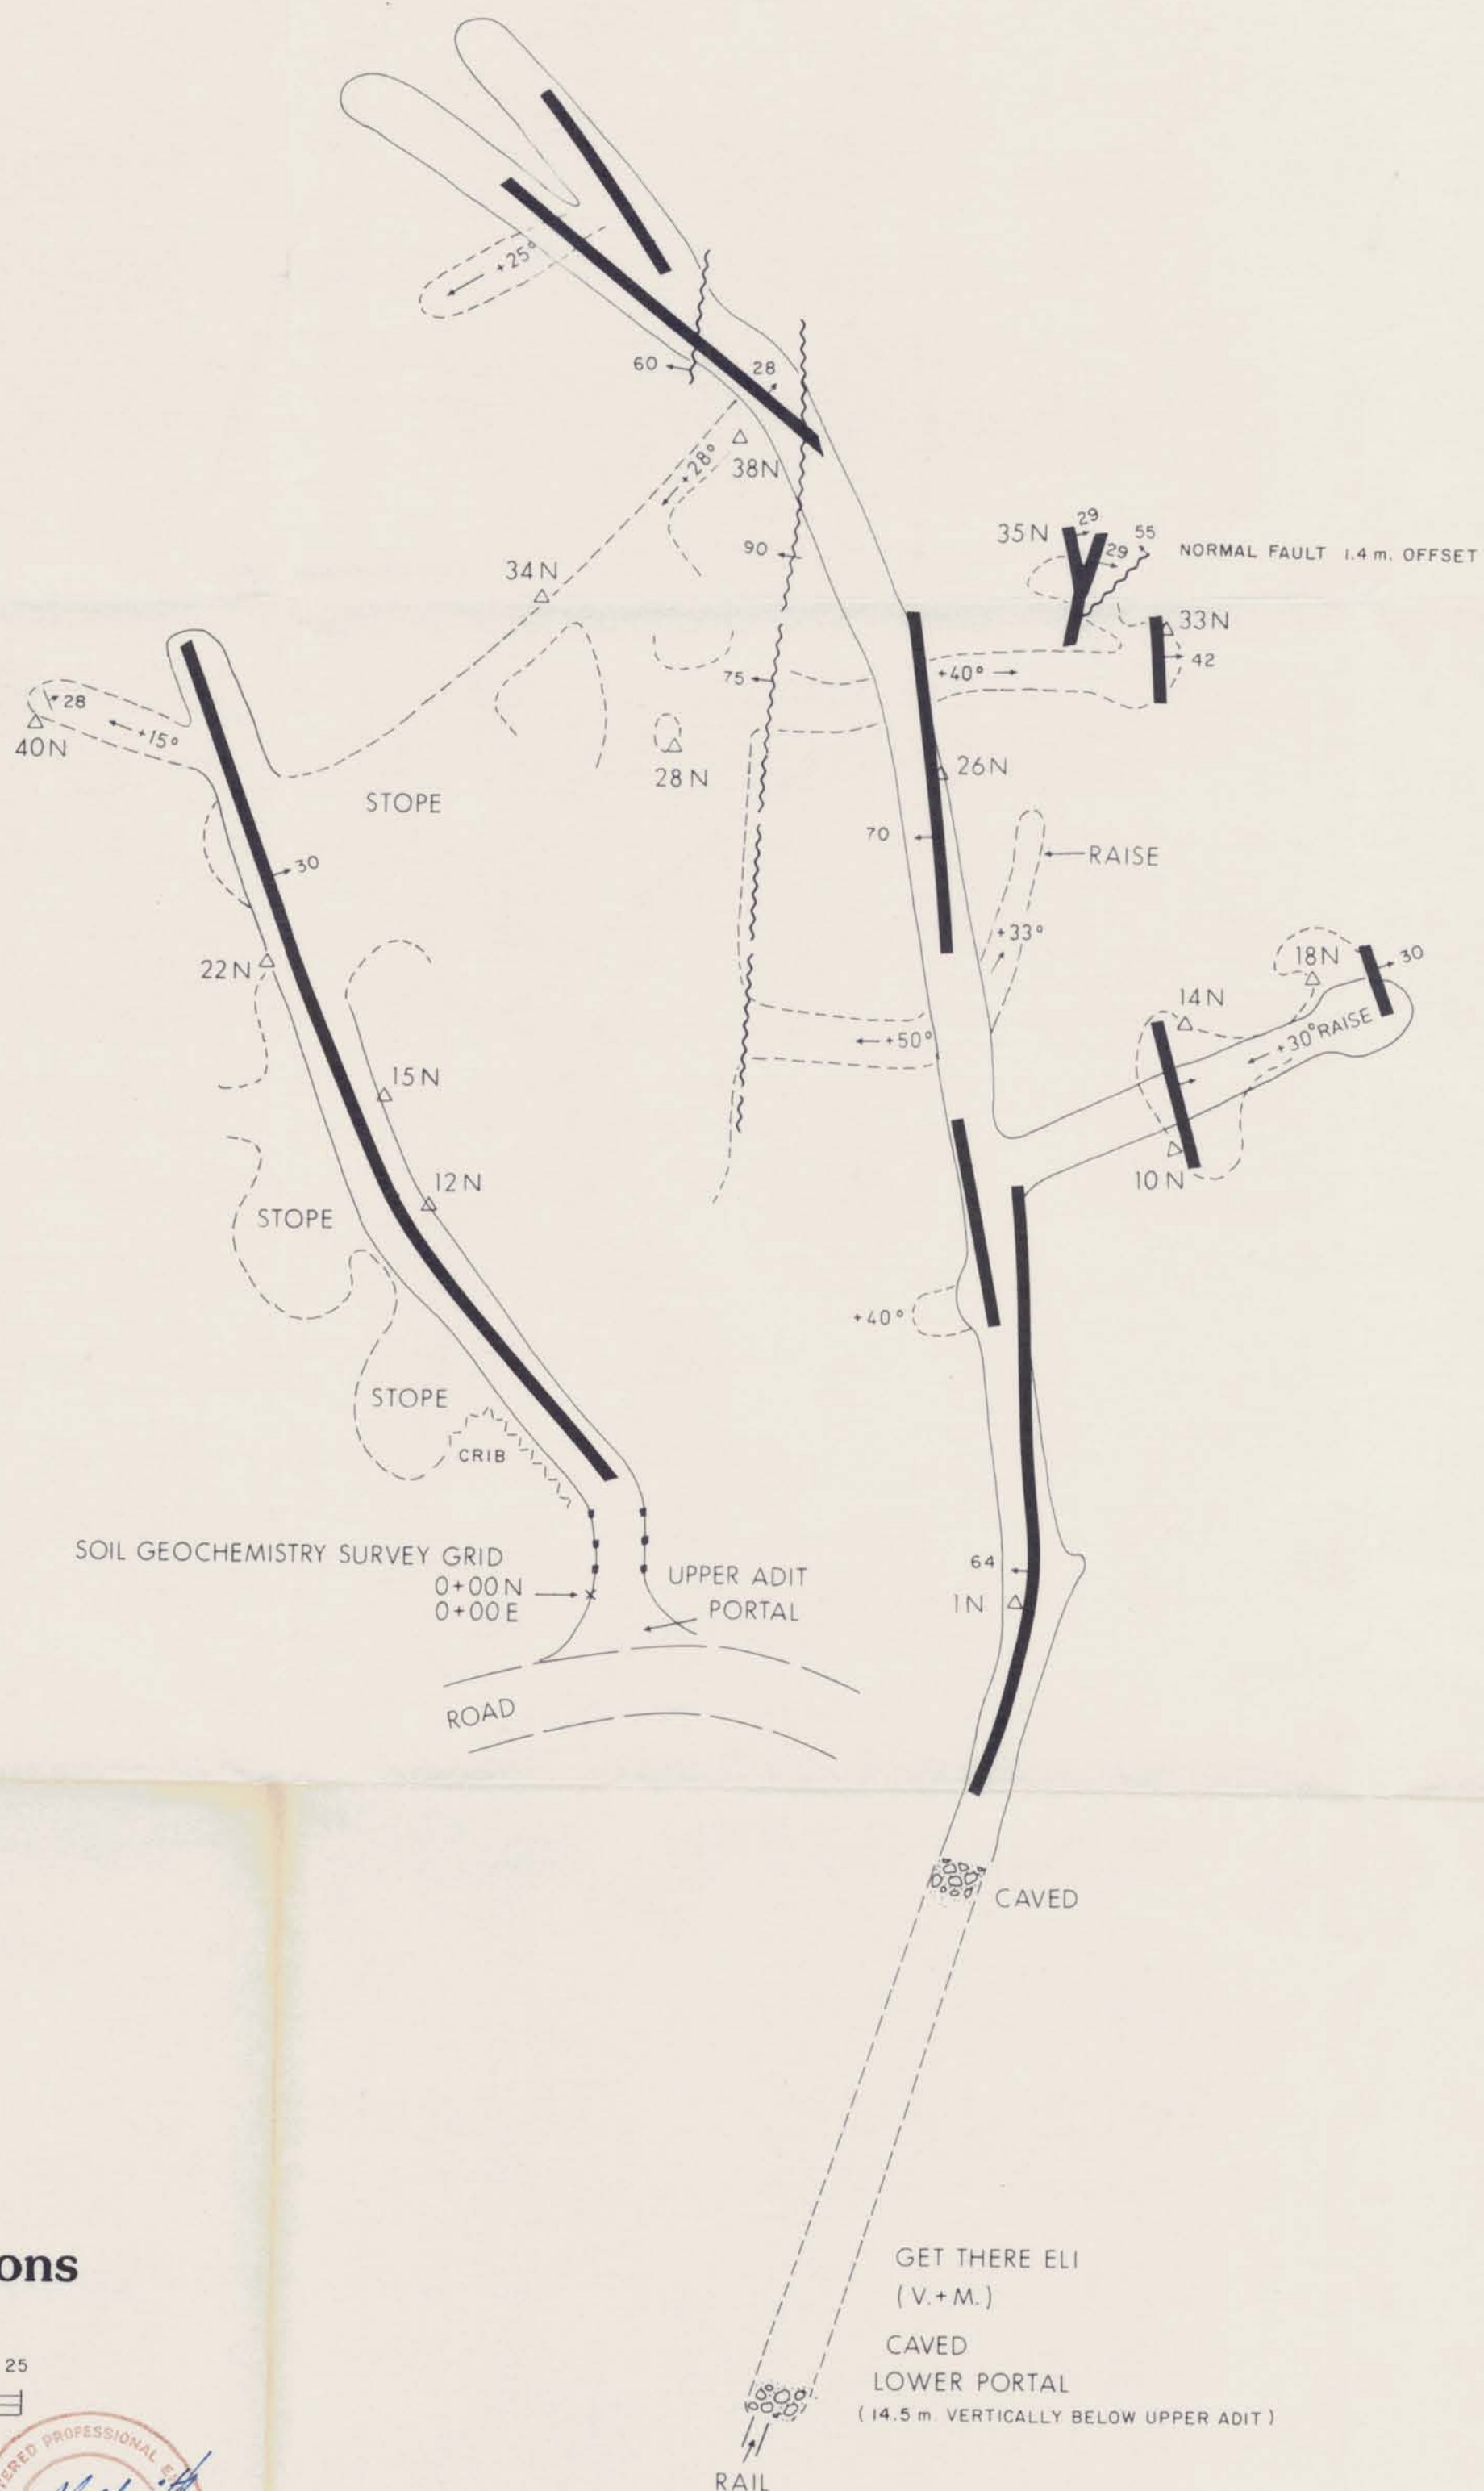 +25°
60
28
+28°
38N
90
35N
29
29
55
NORMAL FAULT 1.4 m. OFFSET
34N
33N
42
75
+40°
28
+15°
40N
28N
26N
STOPE
70
RAISE
30
+33°
22N
18N
30
14N
+50°
+30° RAISE
15N
12N
10N
STOPE
+40°
STOPE
CRIB
SOIL GEOCHEMISTRY SURVEY GRID
0+00N
0+00E
UPPER ADIT
PORTAL
64
1N
ROAD
CAVED
GET THERE ELI
(V.+M.)
CAVED
LOWER PORTAL
(14.5 m. VERTICALLY BELOW UPPER ADIT)
RAIL
ons
25
TERED PROFESSIONAL E